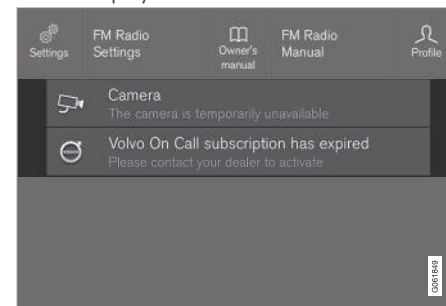 Settings
FM Radio
Settings
Owner's
manual
FM Radio
Manual
Profile
Camera
The camera is temporarily unavailable
Volvo On Call subscription has expired
Please contact your dealer to activate
G061849